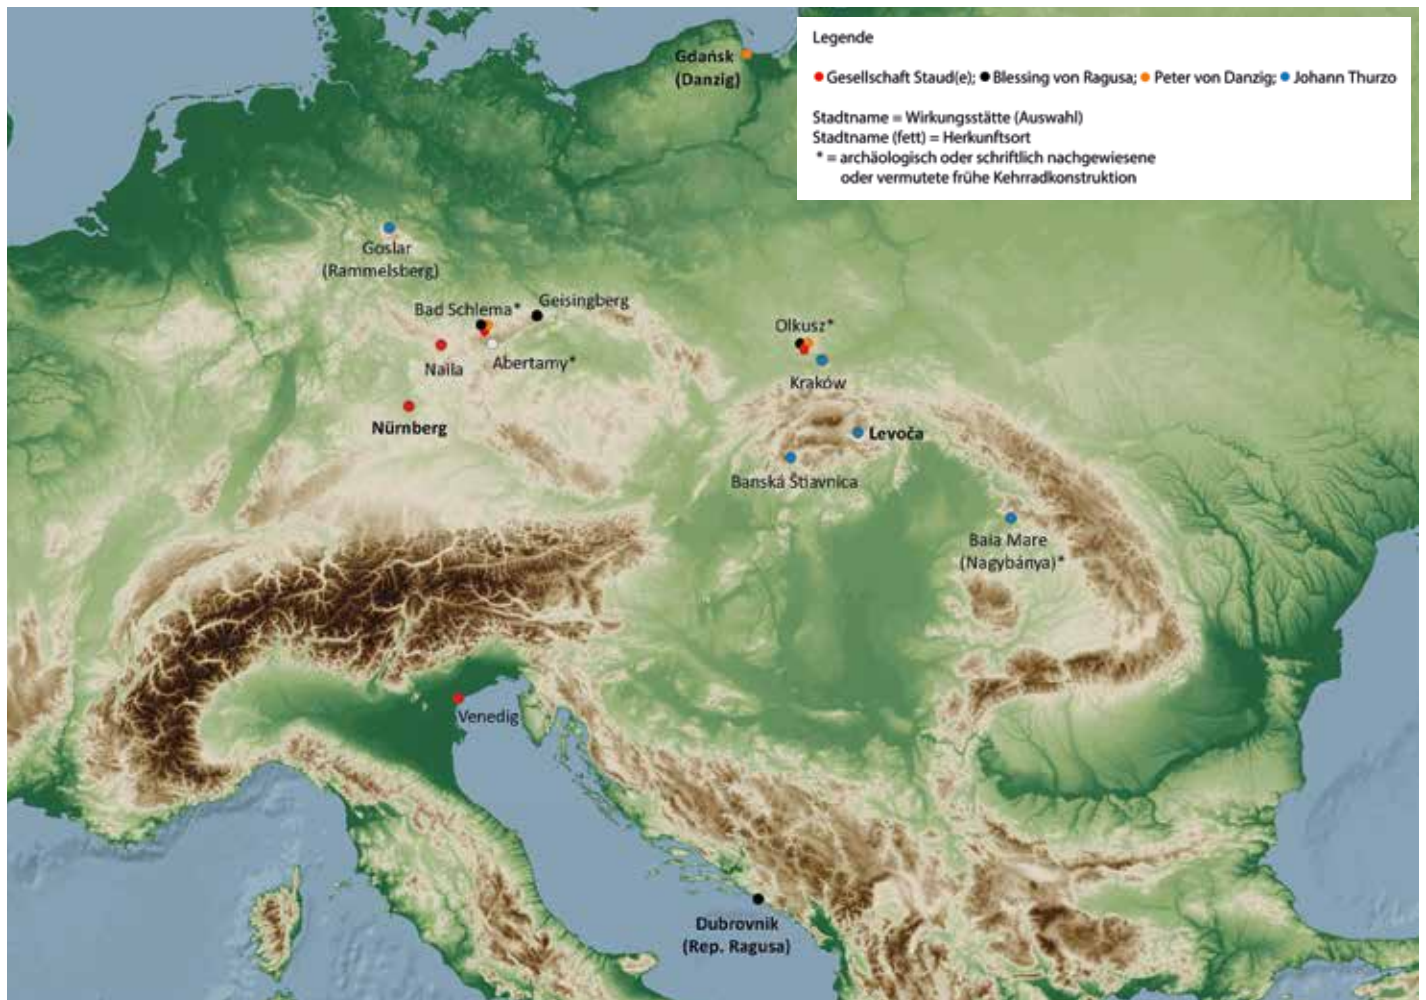 Gdańsk
(Danzig)
Legende
Gesellschaft Staud(e); Blessing von Ragusa; Peter von Danzig; Johann Thurzo
Stadtname = Wirkungsstätte (Auswahl)
Stadtname (fett) = Herkunftsort
* = archäologisch oder schriftlich nachgewiesene
oder vermutete frühe Kehrradkonstruktion
Goslar
(Rammelsberg)
Bad Schlema*
Geisingberg
Olkusz*
Naila
Abertamy*
Kraków
Nürnberg
Levoča
Banská Štiavnica
Baia Mare
(Nagybánya)*
Venedig
Dubrovnik
(Rep. Ragusa)